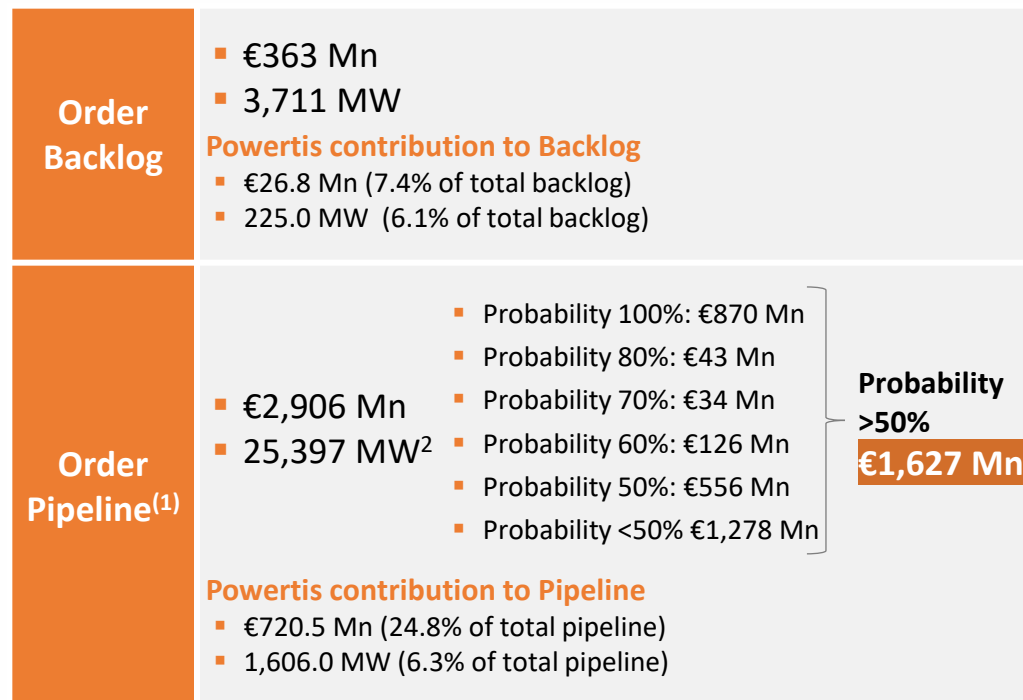 Order
Backlog
▪ €363 Mn
▪ 3,711 MW
Powertis contribution to Backlog
▪ €26.8 Mn (7.4% of total backlog)
▪ 225.0 MW  (6.1% of total backlog)
Order
Pipeline(1)
▪ €2,906 Mn
▪ 25,397 MW²
▪ Probability 100%: €870 Mn
▪ Probability 80%: €43 Mn
▪ Probability 70%: €34 Mn
▪ Probability 60%: €126 Mn
▪ Probability 50%: €556 Mn
▪ Probability <50% €1,278 Mn
Probability
>50%
€1,627 Mn
Powertis contribution to Pipeline
▪ €720.5 Mn (24.8% of total pipeline)
▪ 1,606.0 MW (6.3% of total pipeline)